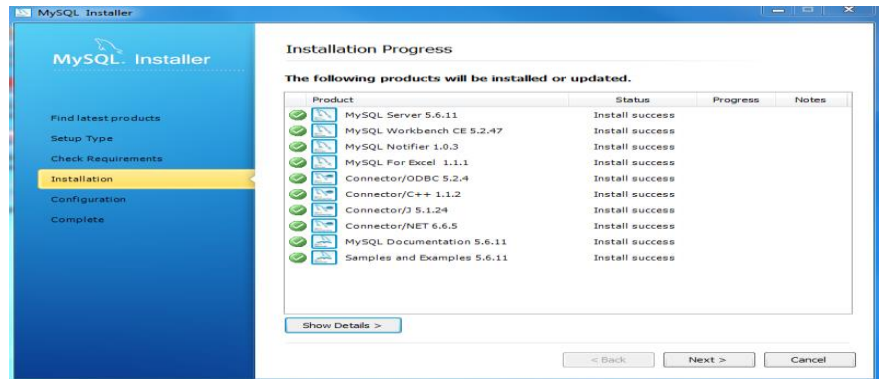 MySQL Installer
MySQL. Installer
Find latest products
Setup Type
Check Requirements
Installation
Configuration
Complete
Installation Progress
The following products will be installed or updated.
Product Status Progress Notes
MySQL Server 5.6.11 Install success
MySQL Workbench CE 5.2.47 Install success
MySQL Notifier 1.0.3 Install success
MySQL For Excel 1.1.1 Install success
Connector/ODBC 5.2.4 Install success
Connector/C++ 1.1.2 Install success
Connector/J 5.1.24 Install success
Connector/NET 6.6.5 Install success
MySQL Documentation 5.6.11 Install success
Samples and Examples 5.6.11 Install success
Show Details >
< Back Next > Cancel